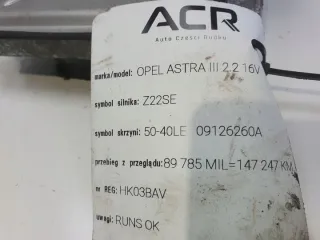 ACR
Auto Części Rybku
marka/model: OPEL ASTRA III 2 2 16V
symbol silnika: Z22SE
symbol skrzyni: 50-40LE 09126260A
przebieg z przeglądu: 89 785 MIL=147 247 KM
nr REG: HK03BAV
uwagi: RUNS OK